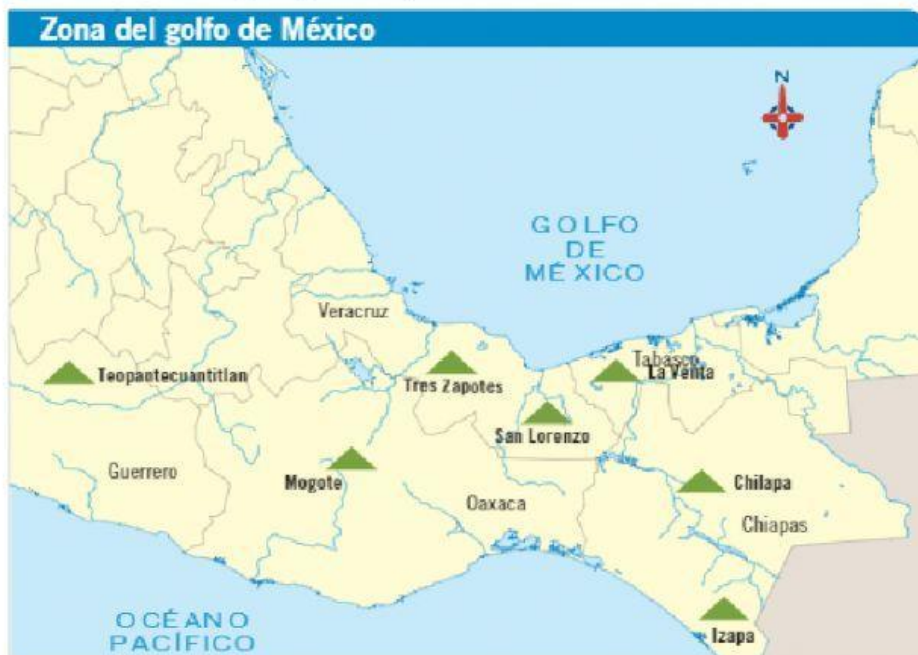 Zona del golfo de México
N
GOLFO
DE
MÉXICO
Veracruz
Tabasco
Teopantecuantitlan
Tres Zapotes
La Venta
San Lorenzo
Guerrero
Mogote
Oaxaca
Chilapa
Chiapas
OCÉANO
PACÍFICO
Izapa